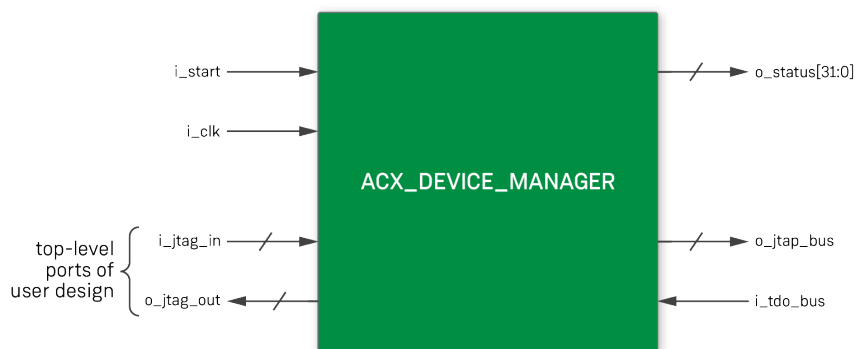 i_start
o_status[31:0]
i_clk
ACX_DEVICE_MANAGER
top-level
ports of
user design
i_jtag_in
o_jtag_out
o_jtap_bus
i_tdo_bus